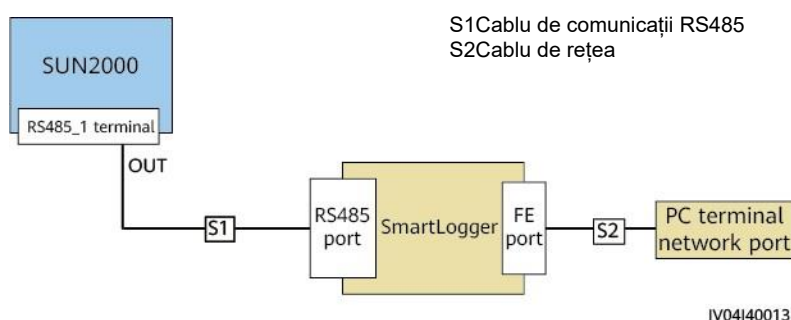 S1Cablu de comunicații RS485
S2Cablu de rețea
SUN2000
RS485_1 terminal
OUT
S1
RS485
port
SmartLogger
FE
port
S2
PC terminal
network port
IV04I40013